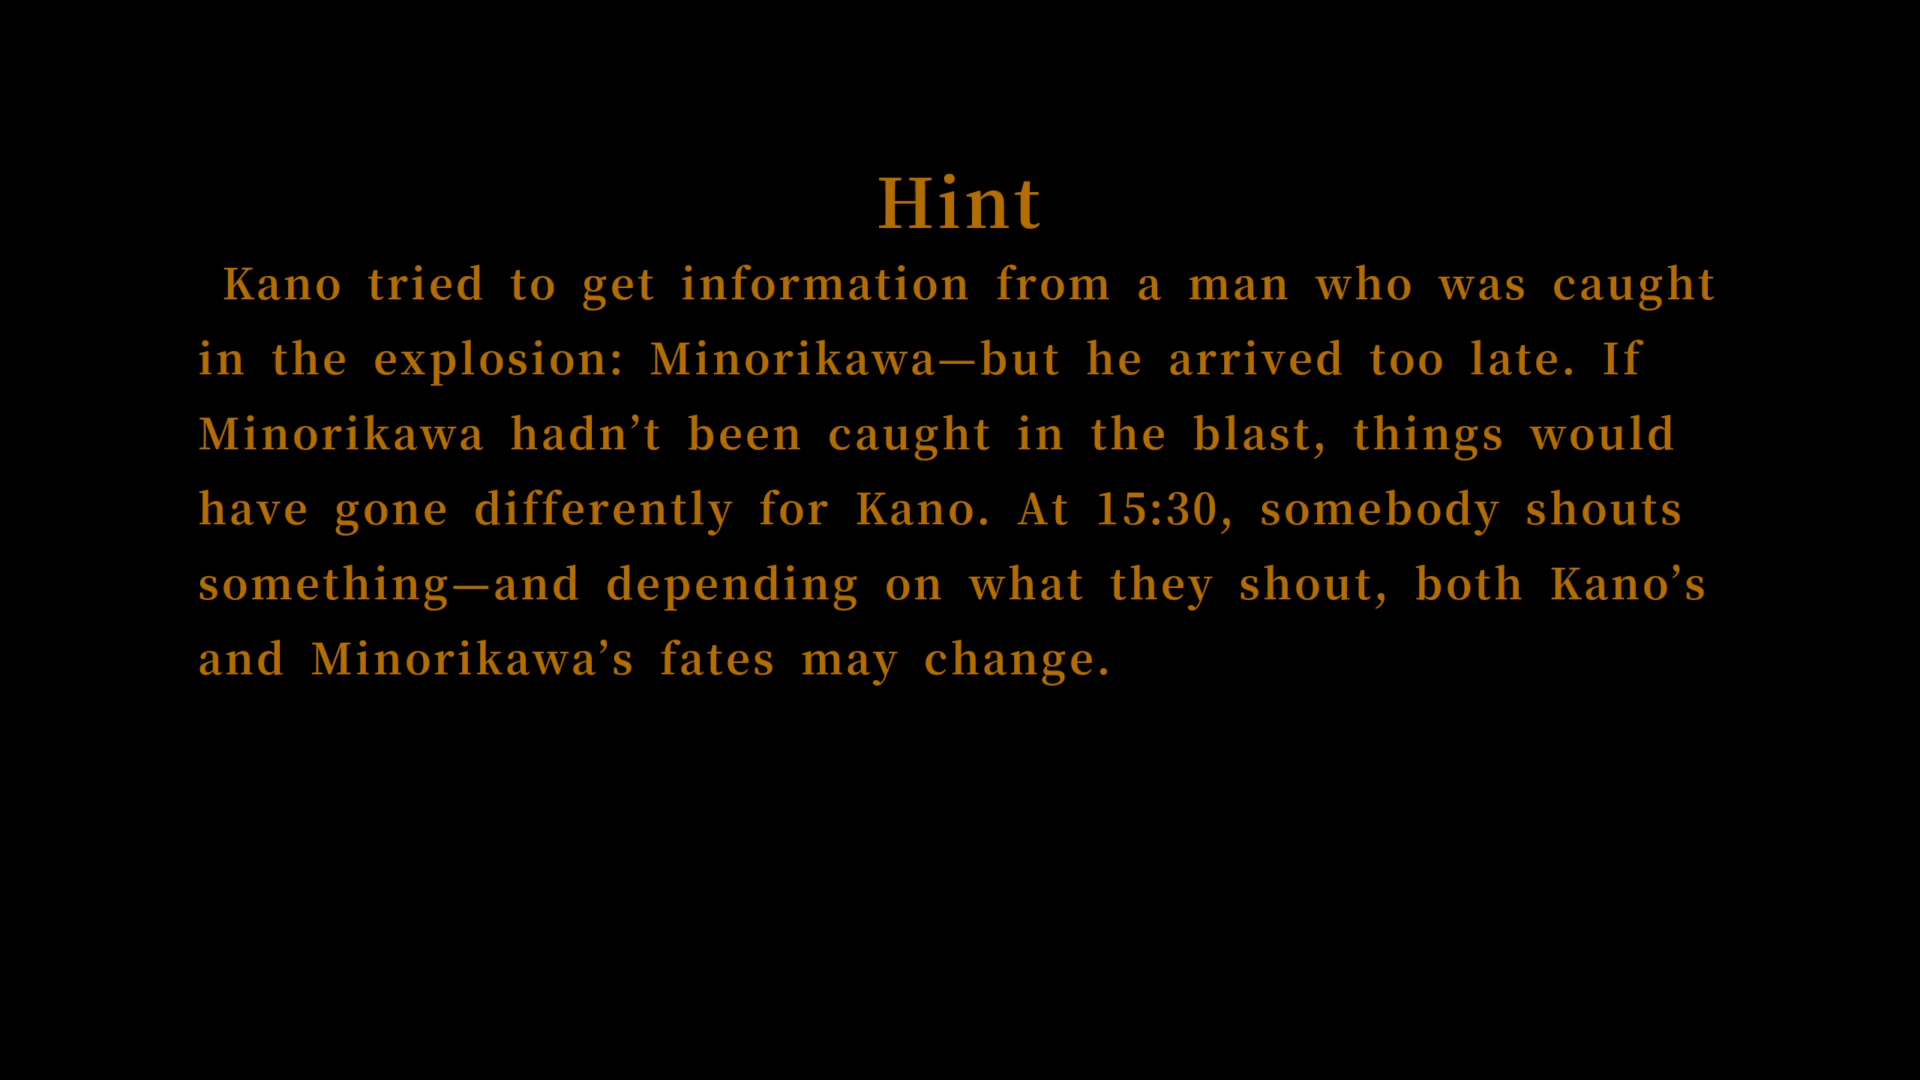 Hint
Kano tried to get information from a man who was caught
in the explosion: Minorikawa—but he arrived too late. If
Minorikawa hadn’t been caught in the blast, things would
have gone differently for Kano. At 15:30, somebody shouts
something—and depending on what they shout, both Kano’s
and Minorikawa’s fates may change.